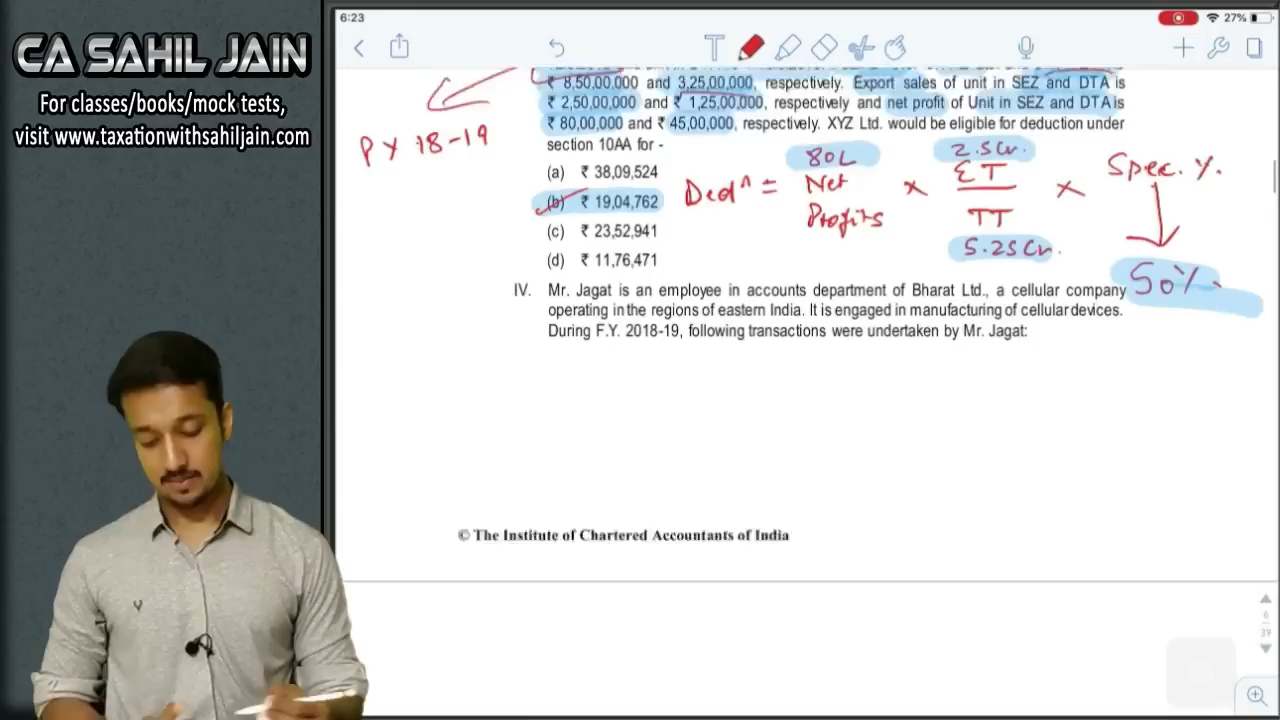 CA SAHIL JAIN
For classes/books/mock tests,
visit www.taxationwithsahiljain.com
6:23
27%
₹ 8,50,00,000 and 3,25,00,000, respectively. Export sales of unit in SEZ and DTA is
₹ 2,50,00,000 and ₹ 1,25,00,000, respectively and net profit of Unit in SEZ and DTA is
₹ 80,00,000 and ₹ 45,00,000, respectively. XYZ Ltd. would be eligible for deduction under
section 10AA for -
PY 18-19
(a) ₹ 38,09,524
(b) ₹ 19,04,762
(c) ₹ 23,52,941
(d) ₹ 11,76,471
Dedⁿ = Net Profits × ET / TT × Spec. %.
80L
2.5Cr.
5.25Cr.
50%
IV. Mr. Jagat is an employee in accounts department of Bharat Ltd., a cellular company
operating in the regions of eastern India. It is engaged in manufacturing of cellular devices.
During F.Y. 2018-19, following transactions were undertaken by Mr. Jagat:
© The Institute of Chartered Accountants of India
6
39